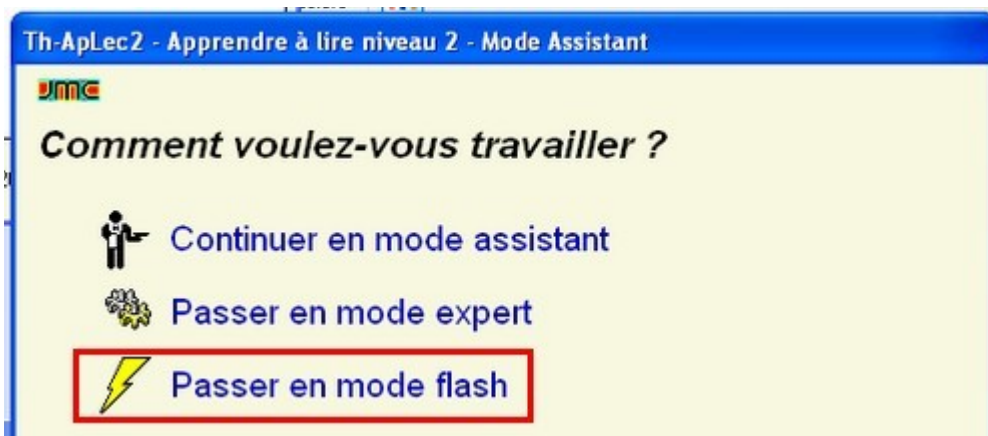 Th-ApLec2 - Apprendre à lire niveau 2 - Mode Assistant
JMC
Comment voulez-vous travailler ?
Continuer en mode assistant
Passer en mode expert
Passer en mode flash